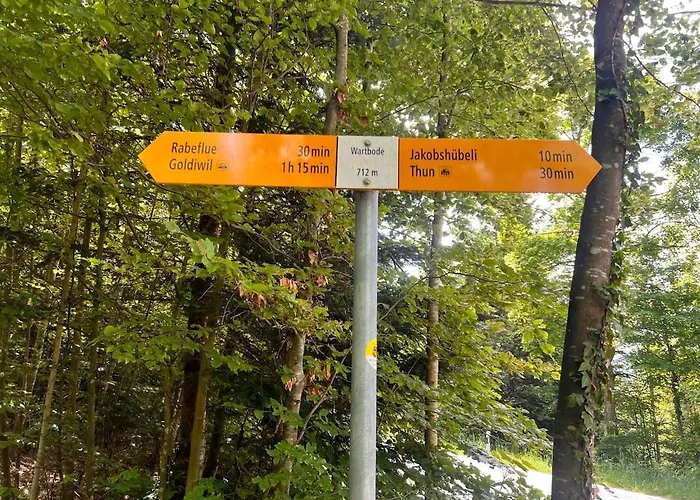 Rabeflue 30 min
Goldiwil 1 h 15 min
Wartbode
712 m
Jakobshübeli 10 min
Thun 30 min